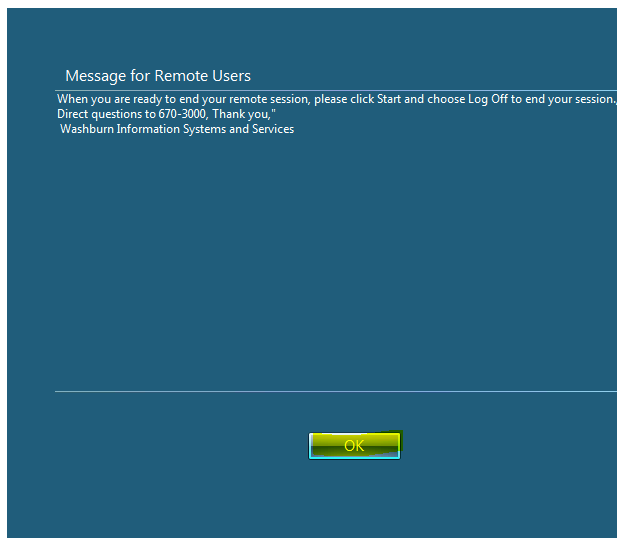 Message for Remote Users
When you are ready to end your remote session, please click Start and choose Log Off to end your session.,
Direct questions to 670-3000, Thank you,"
Washburn Information Systems and Services
OK